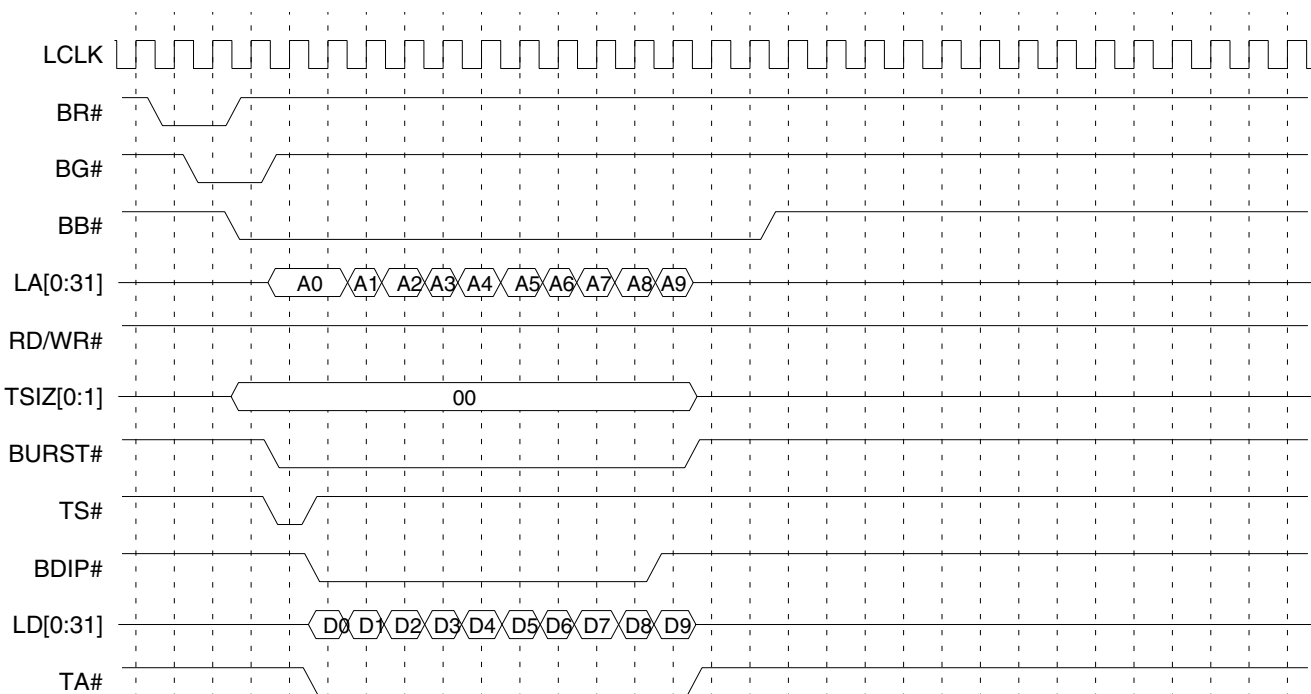 LCLK
BR#
BG#
BB#
LA[0:31] A0 A1 A2 A3 A4 A5 A6 A7 A8 A9
RD/WR#
TSIZ[0:1] 00
BURST#
TS#
BDIP#
LD[0:31] D0 D1 D2 D3 D4 D5 D6 D7 D8 D9
TA#